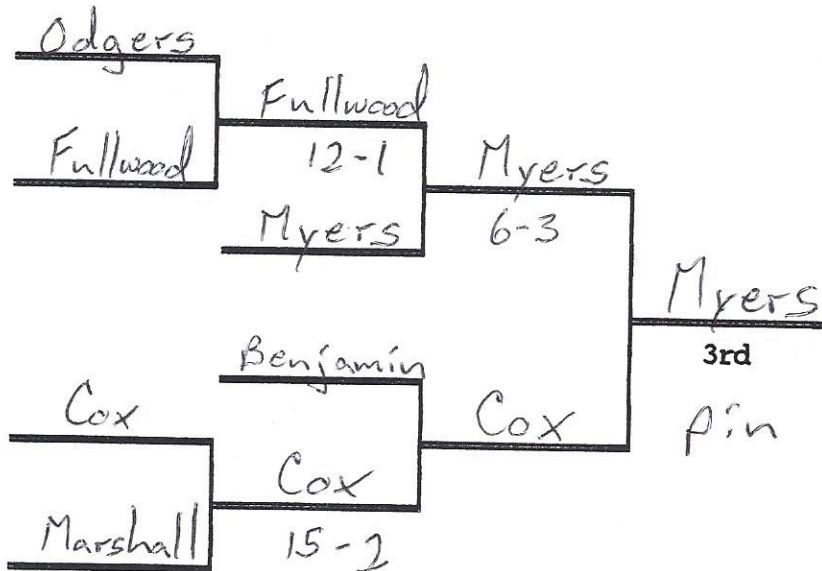 Odgers
Fullwood
Fullwood
12-1
Myers
Myers
6-3
Myers
3rd
pin
Benjamin
Cox
Cox
Cox
15-2
Marshall